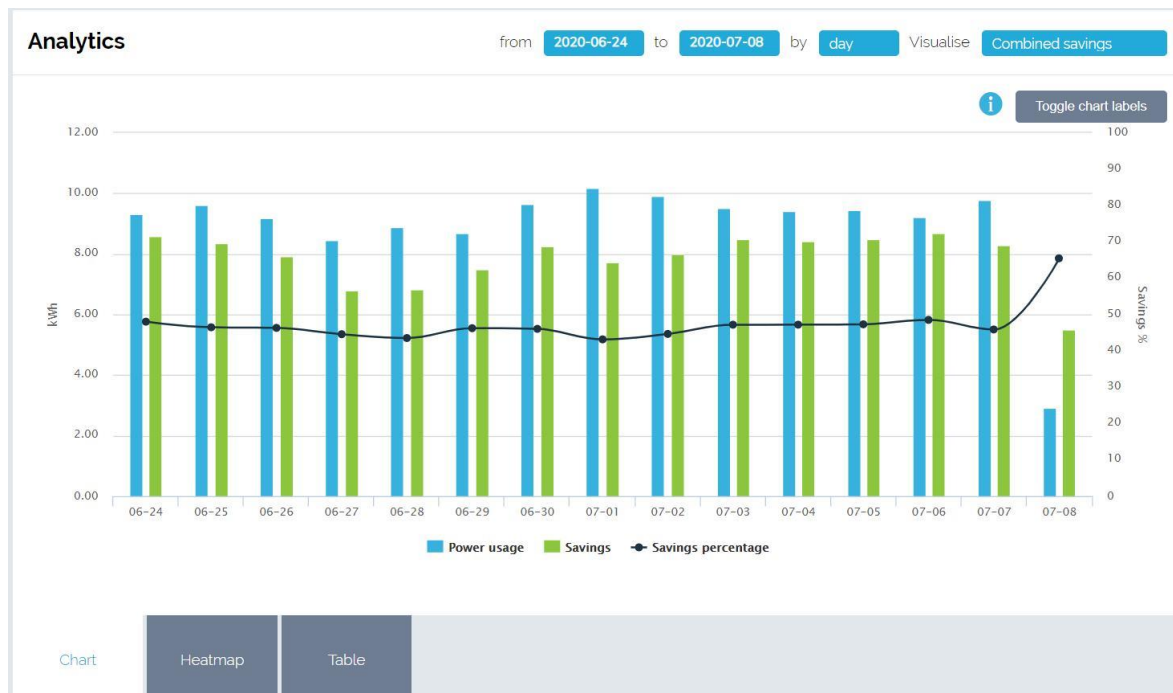 Analytics from 2020-06-24 to 2020-07-08 by day Visualise Combined savings
i Toggle chart labels
12.00 100
90
10.00
80
70
8.00
60
6.00
50
40
4.00
30
2.00
20
10
0.00 0
kWh
Savings %
06-24 06-25 06-26 06-27 06-28 06-29 06-30 07-01 07-02 07-03 07-04 07-05 07-06 07-07 07-08
Power usage Savings Savings percentage
Chart Heatmap Table